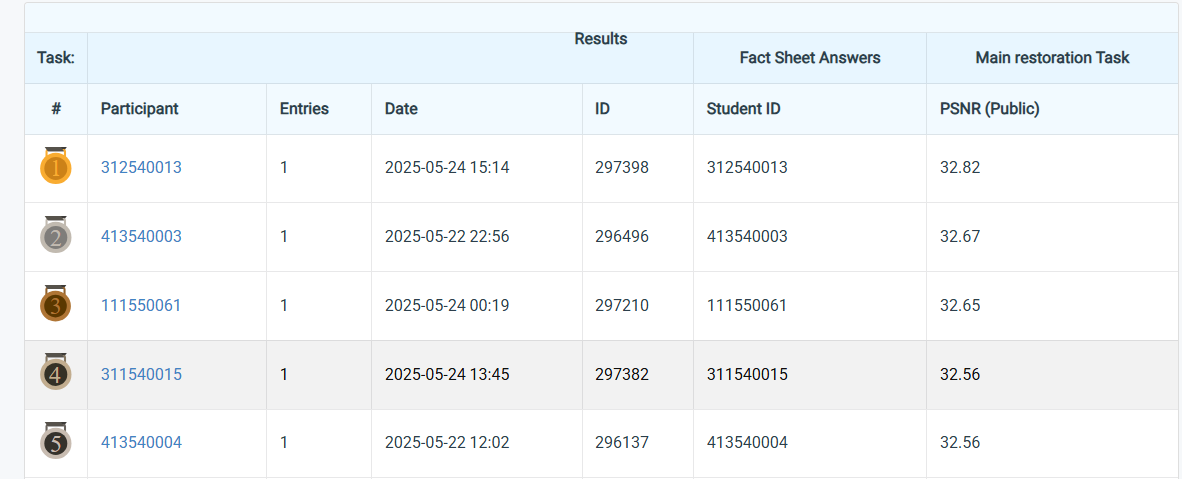 Results
Task: Fact Sheet Answers Main restoration Task
# Participant Entries Date ID Student ID PSNR (Public)
1 312540013 1 2025-05-24 15:14 297398 312540013 32.82
2 413540003 1 2025-05-22 22:56 296496 413540003 32.67
3 111550061 1 2025-05-24 00:19 297210 111550061 32.65
4 311540015 1 2025-05-24 13:45 297382 311540015 32.56
5 413540004 1 2025-05-22 12:02 296137 413540004 32.56